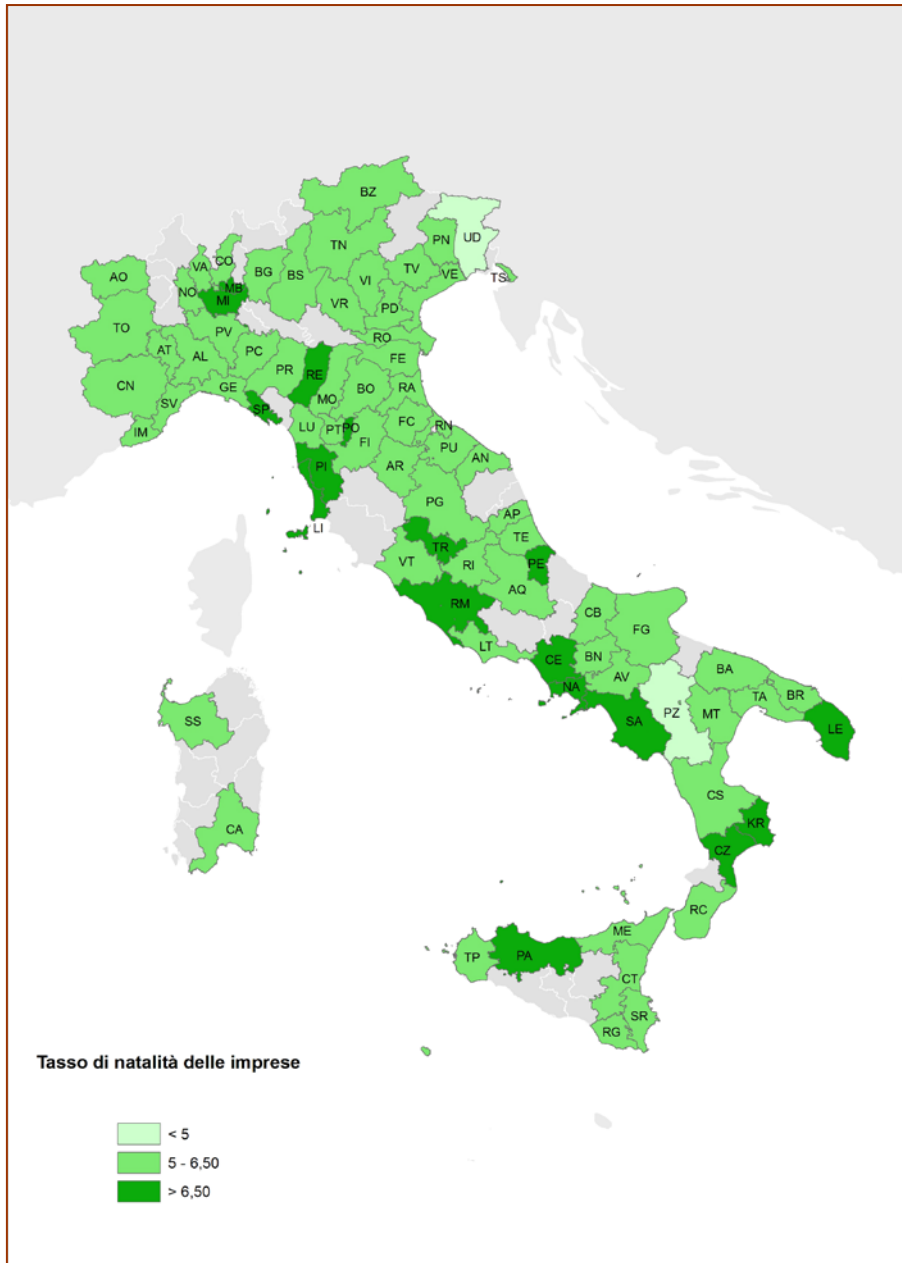 BZ
UD
PN
TN
CO
VA
TV
AO
BG
BS
VI
VE
TS
MB
NO
MI
VR
PD
TO
PV
RO
AT
PC
AL
FE
PR
RE
CN
GE
BO
RA
MO
SV
SP
FC
LU
PT
PO
RN
IM
FI
PU
AN
PI
AR
PG
AP
LI
TE
TR
VT
RI
PE
AQ
RM
CB
FG
LT
CE
BN
BA
AV
NA
TA
BR
PZ
MT
SA
LE
SS
CS
KR
CA
CZ
RC
ME
TP
PA
CT
SR
RG
Tasso di natalità delle imprese
< 5
5 - 6,50
> 6,50